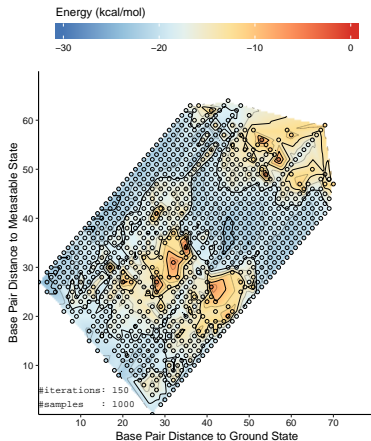 Energy (kcal/mol)
−30 −20 −10 0
Base Pair Distance to Metastable State
60
50
40
30
20
10
#iterations: 150
#samples : 1000
10 20 30 40 50 60 70
Base Pair Distance to Ground State